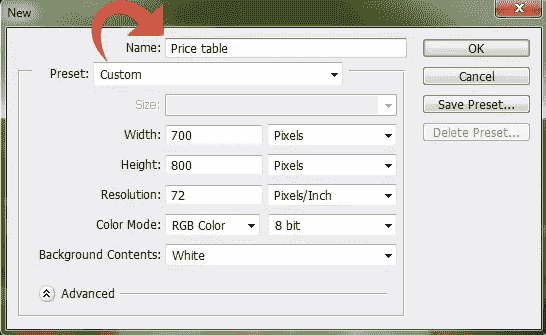 New
Name: Price table
OK
Preset: Custom
Cancel
Size:
Save Preset...
Width: 700 Pixels
Delete Preset...
Height: 800 Pixels
Resolution: 72 Pixels/Inch
Color Mode: RGB Color 8 bit
Background Contents: White
Advanced